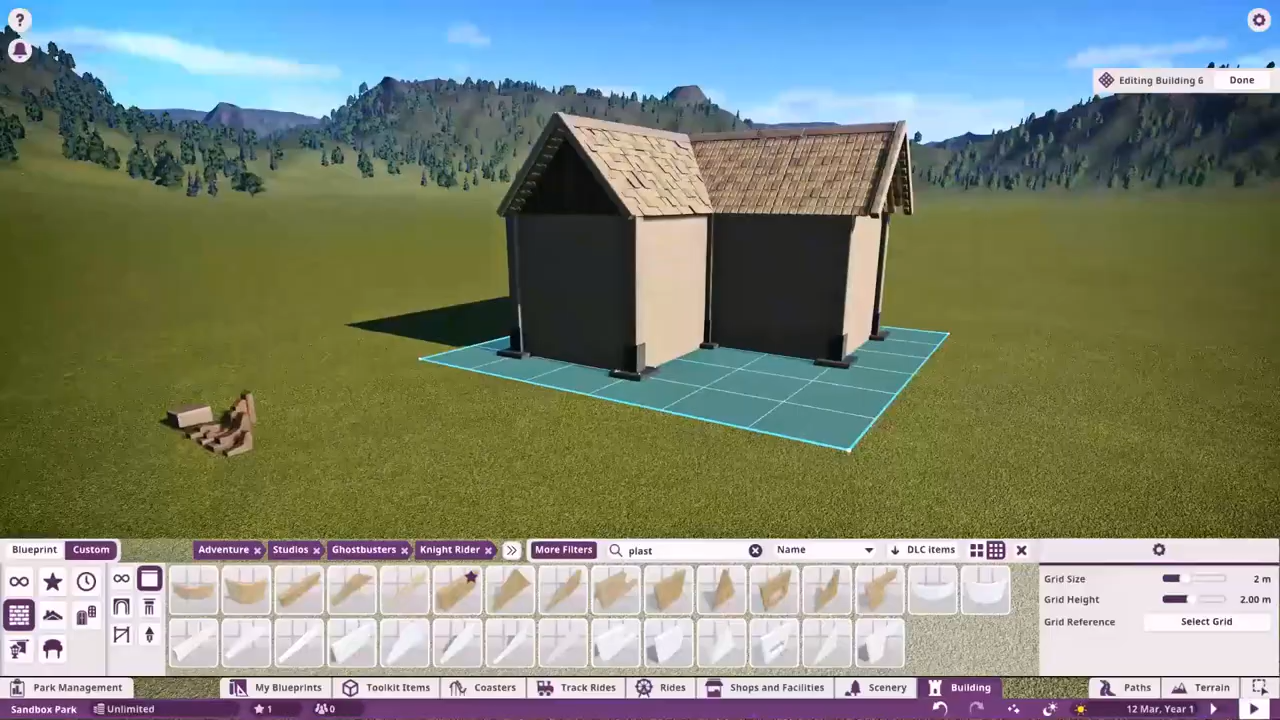 ?
Editing Building 6 Done
Blueprint Custom Adventure × Studios × Ghostbusters × Knight Rider × » More Filters plast Name DLC items
Grid Size 2 m
Grid Height 2.00 m
Grid Reference Select Grid
Park Management My Blueprints Toolkit Items Coasters Track Rides Rides Shops and Facilities Scenery Building Paths Terrain
Sandbox Park Unlimited 1 0 12 Mar, Year 1